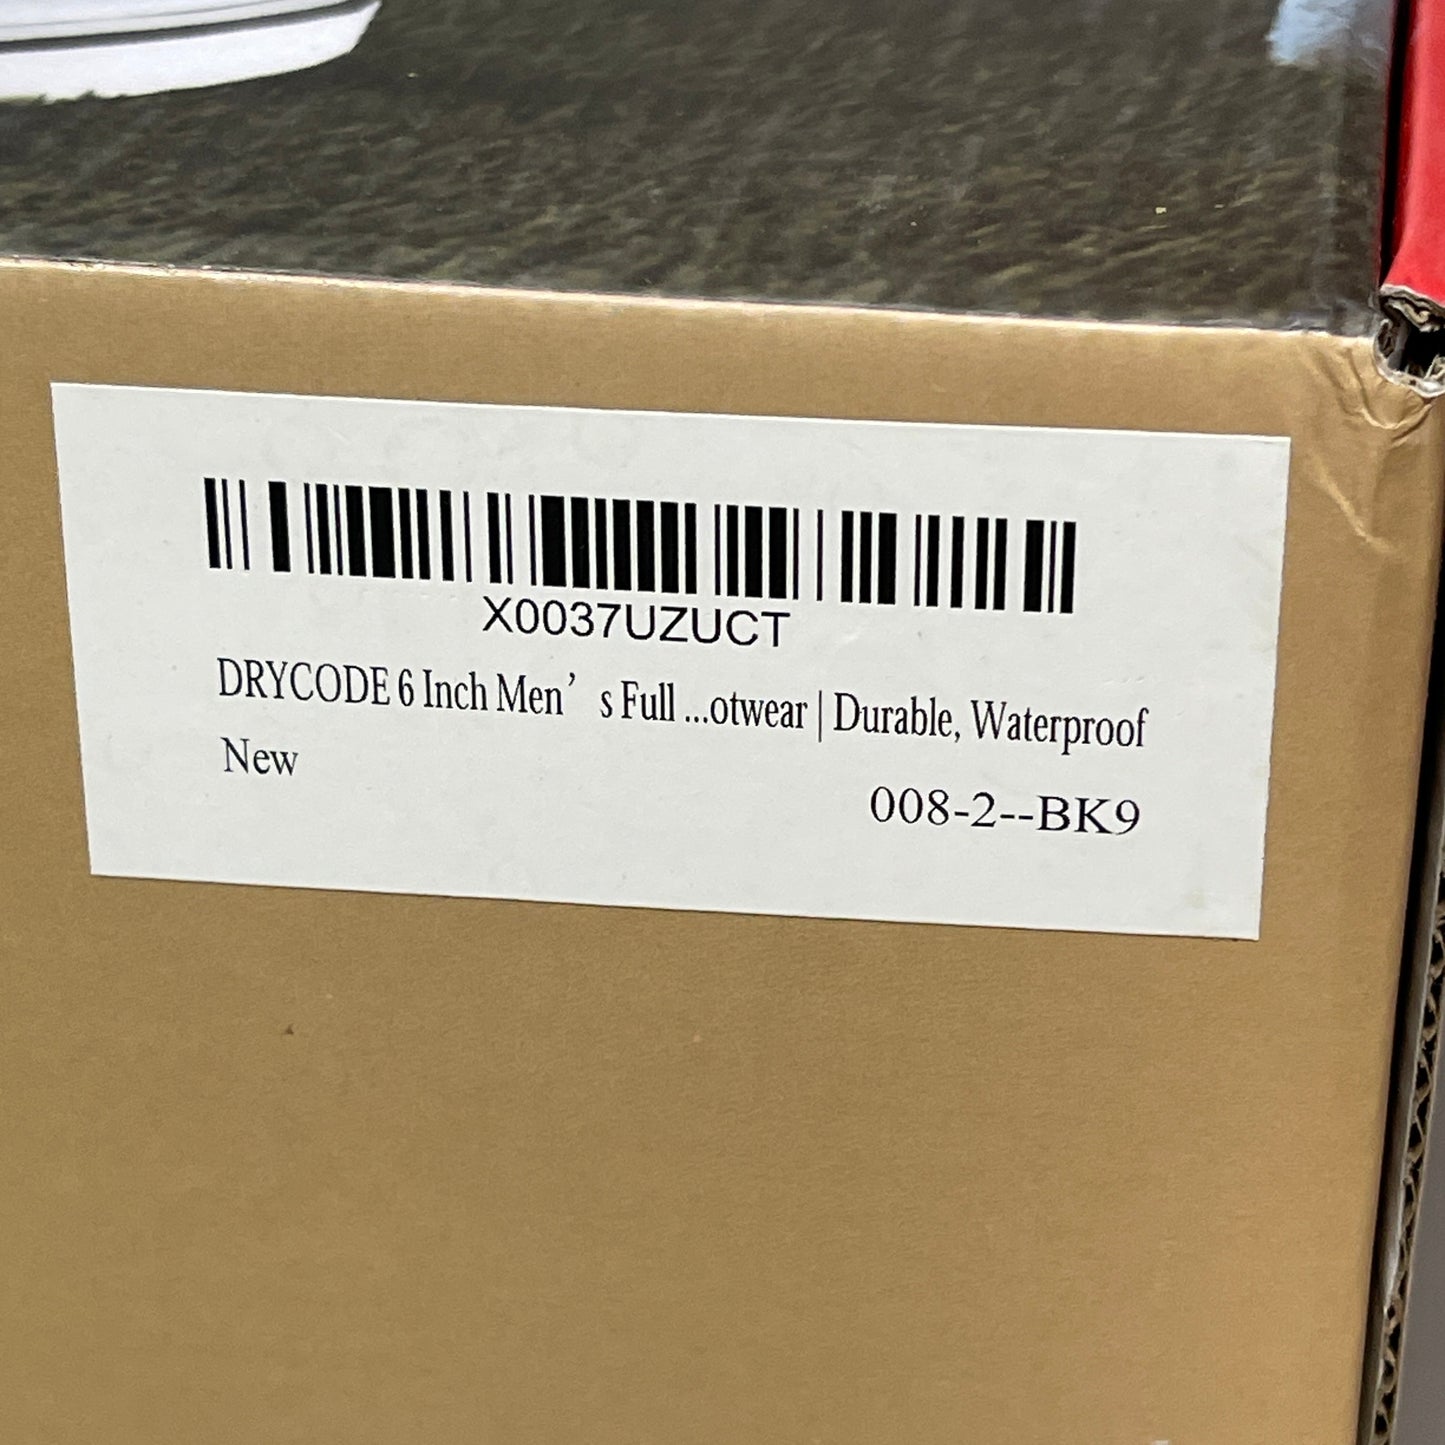 X0037UZUCT
DRYCODE 6 Inch Men’s Full ...otwear | Durable, Waterproof
New
008-2--BK9